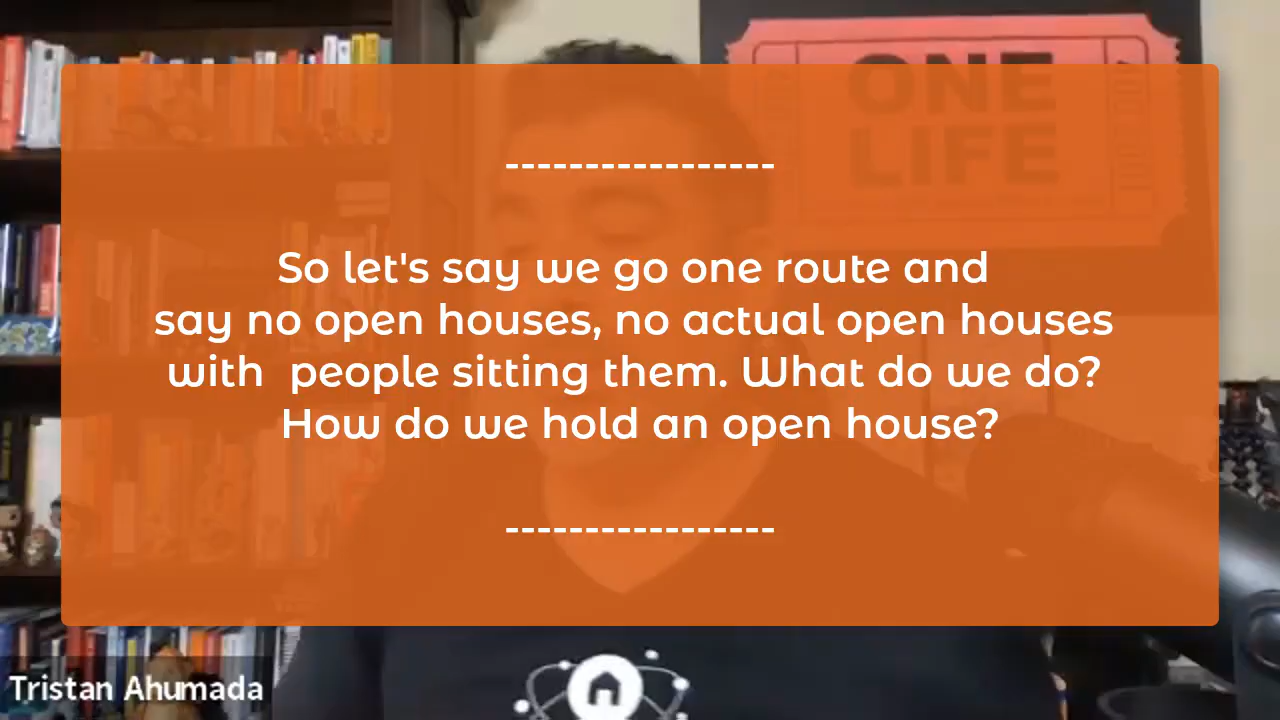 ONE
LIFE
-----------------
So let's say we go one route and
say no open houses, no actual open houses
with  people sitting them. What do we do?
How do we hold an open house?
-----------------
Tristan Ahumada